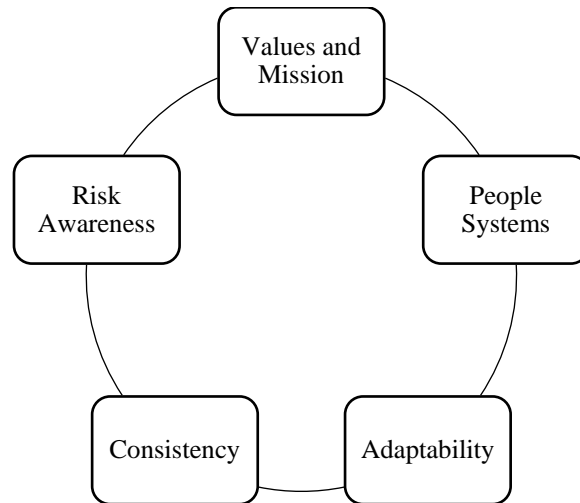 Values and
Mission
People
Systems
Adaptability
Consistency
Risk
Awareness